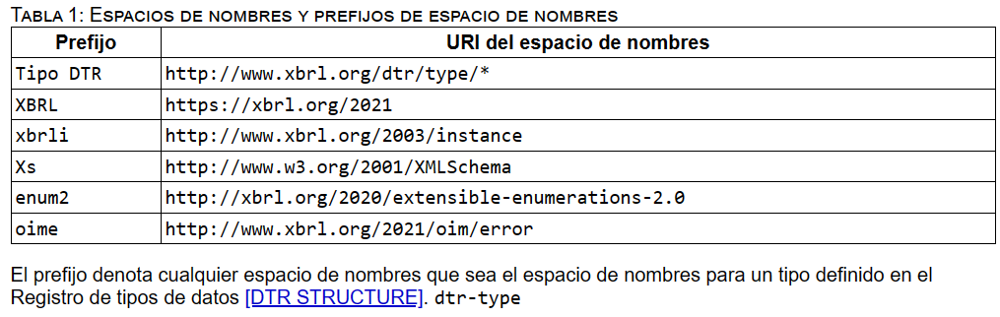 TABLA 1: ESPACIOS DE NOMBRES Y PREFIJOS DE ESPACIO DE NOMBRES
Prefijo URI del espacio de nombres
Tipo DTR http://www.xbrl.org/dtr/type/*
XBRL https://xbrl.org/2021
xbrli http://www.xbrl.org/2003/instance
Xs http://www.w3.org/2001/XMLSchema
enum2 http://xbrl.org/2020/extensible-enumerations-2.0
oime http://www.xbrl.org/2021/oim/error
El prefijo denota cualquier espacio de nombres que sea el espacio de nombres para un tipo definido en el
Registro de tipos de datos [DTR STRUCTURE]. dtr-type